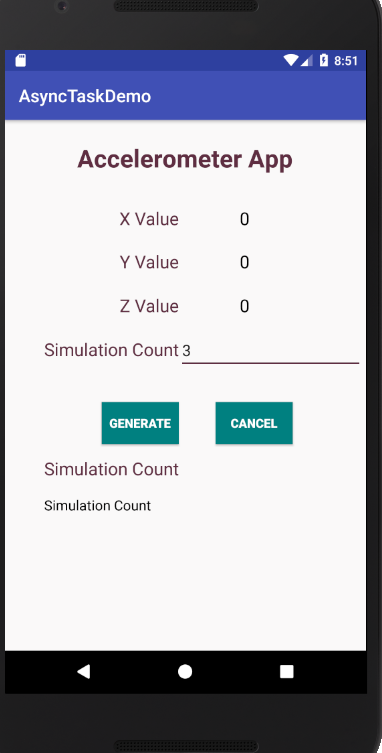 8:51
AsyncTaskDemo
Accelerometer App
X Value 0
Y Value 0
Z Value 0
Simulation Count 3
GENERATE CANCEL
Simulation Count
Simulation Count